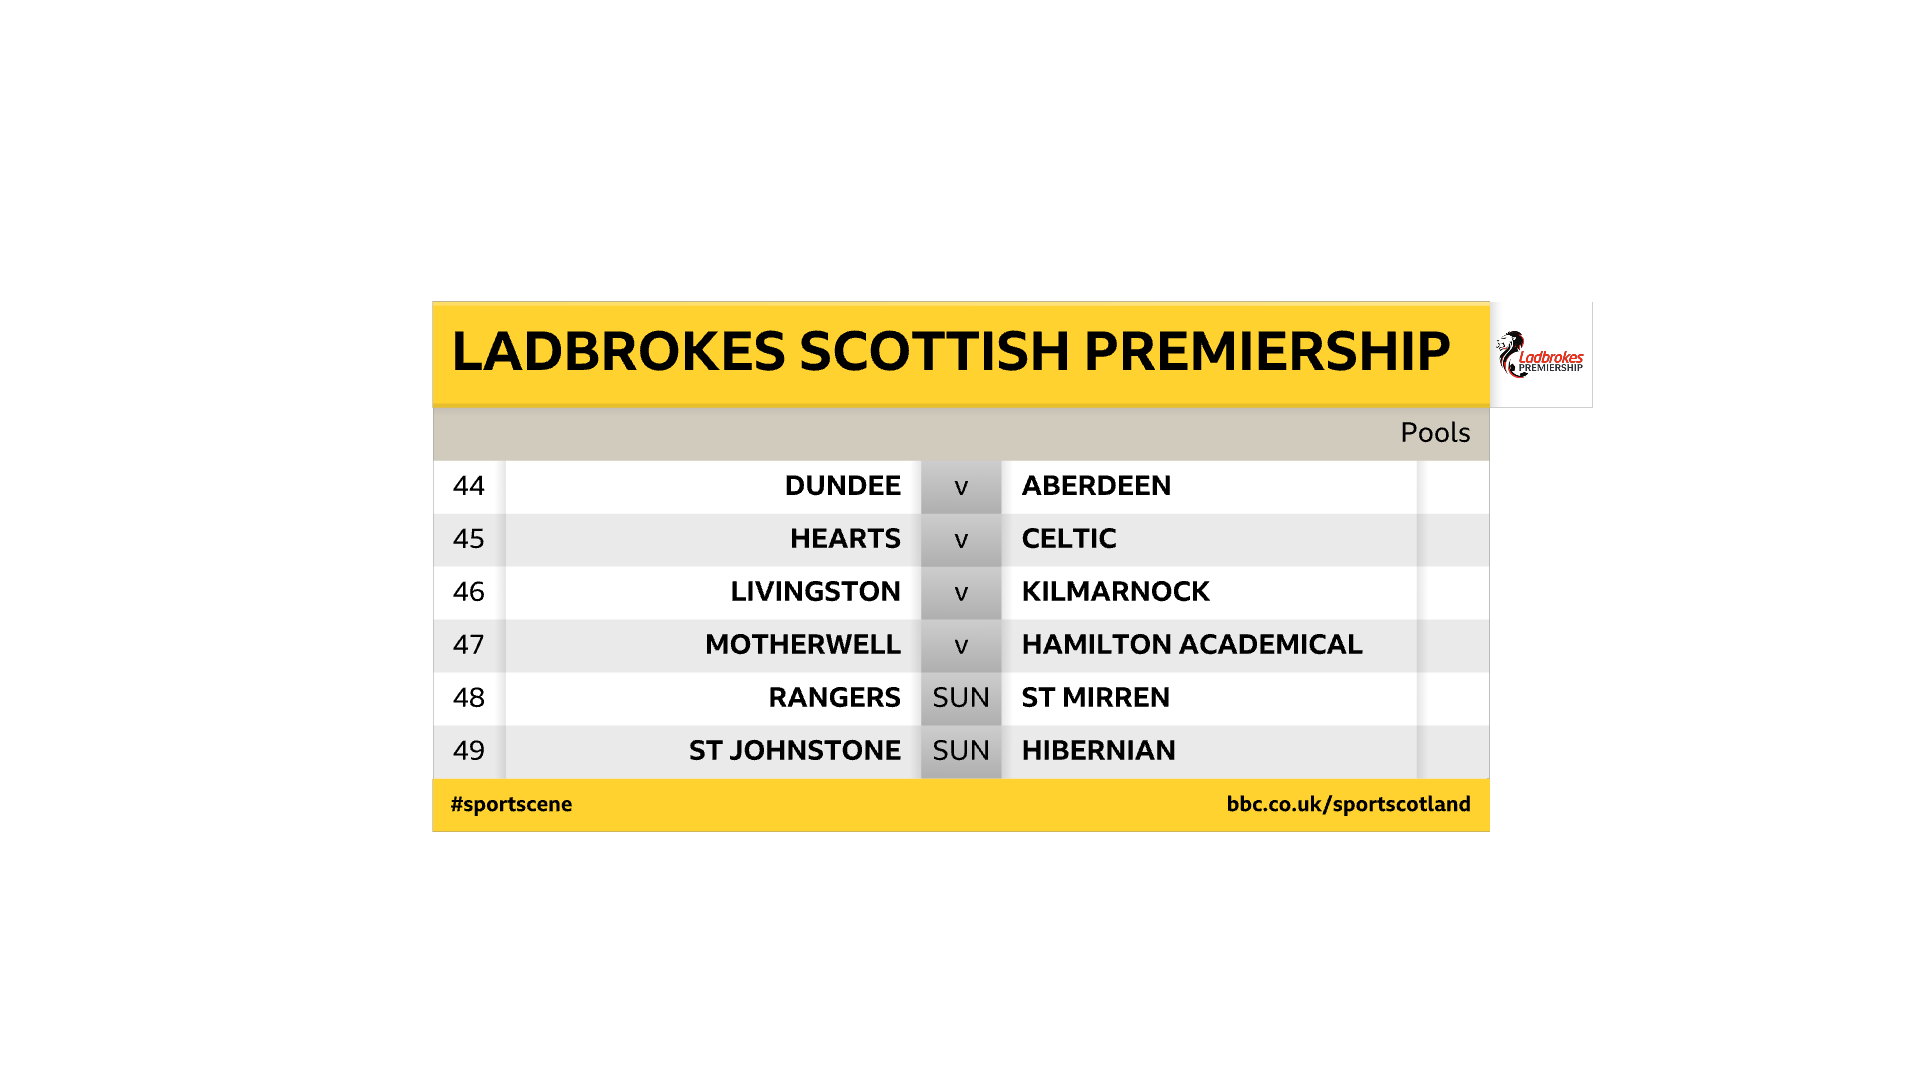 LADBROKES SCOTTISH PREMIERSHIP
Ladbrokes
PREMIERSHIP
Pools
44 DUNDEE v ABERDEEN
45 HEARTS v CELTIC
46 LIVINGSTON v KILMARNOCK
47 MOTHERWELL v HAMILTON ACADEMICAL
48 RANGERS SUN ST MIRREN
49 ST JOHNSTONE SUN HIBERNIAN
#sportscene bbc.co.uk/sportscotland